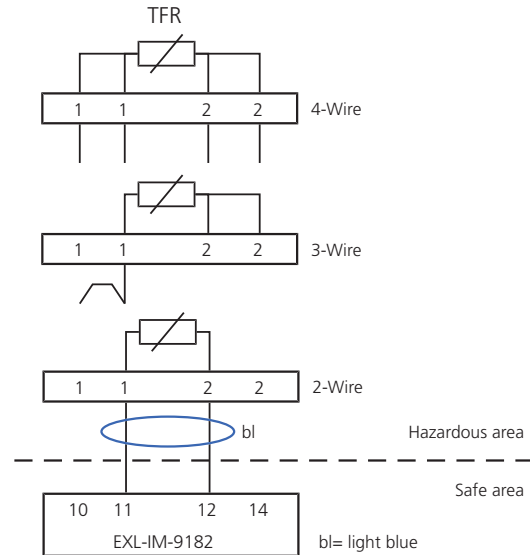 TFR
1 1 2 2 4-Wire
1 1 2 2 3-Wire
1 1 2 2 2-Wire
bl Hazardous area
Safe area
10 11 12 14
EXL-IM-9182 bl= light blue